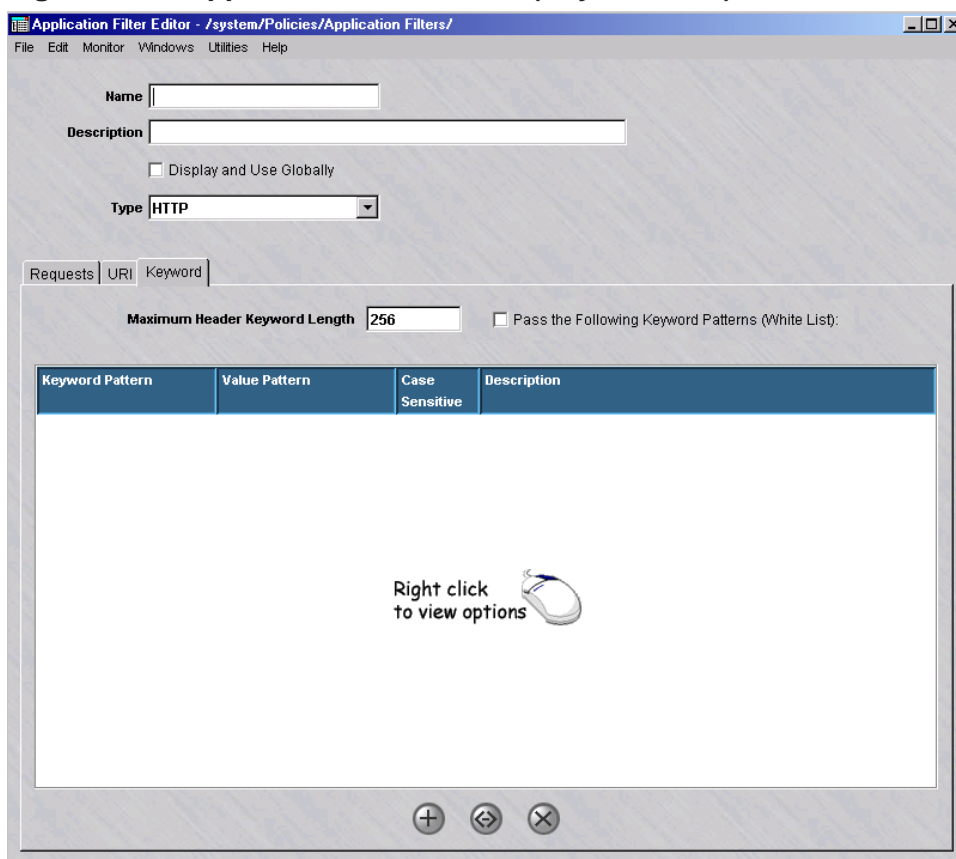 Application Filter Editor - /system/Policies/Application Filters/
File Edit Monitor Windows Utilities Help
Name
Description
Display and Use Globally
Type HTTP
Requests URI Keyword
Maximum Header Keyword Length 256 Pass the Following Keyword Patterns (White List):
Keyword Pattern Value Pattern Case Sensitive Description
Right click
to view options